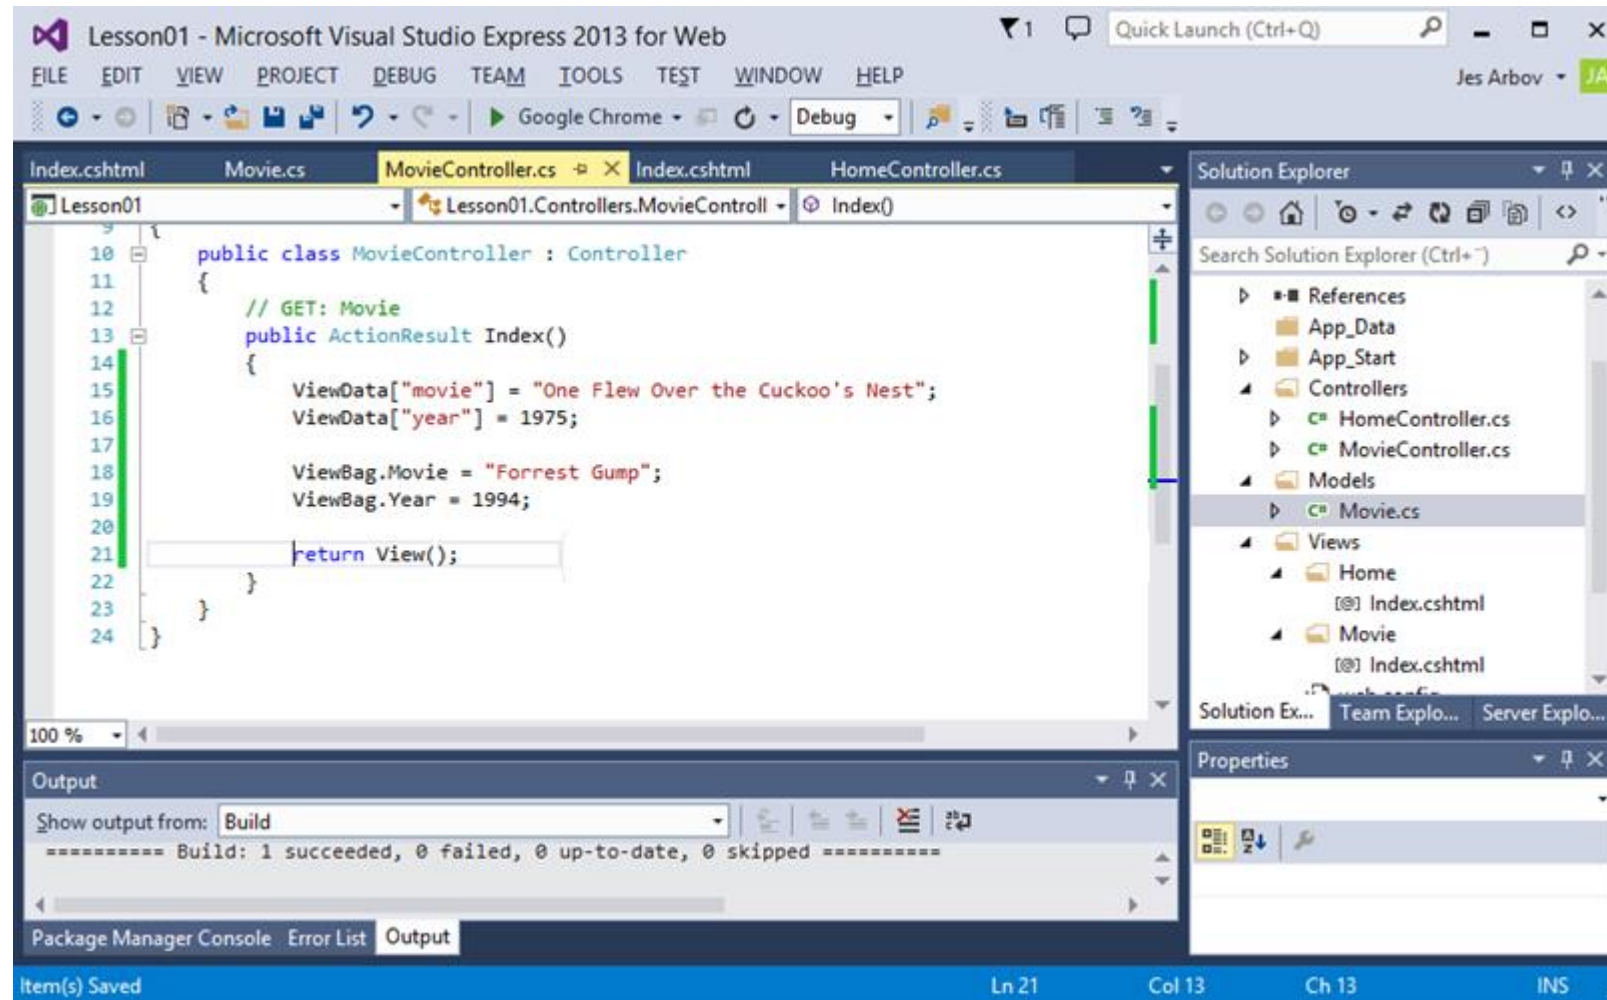 Lesson01 - Microsoft Visual Studio Express 2013 for Web
1
Quick Launch (Ctrl+Q)
FILE EDIT VIEW PROJECT DEBUG TEAM TOOLS TEST WINDOW HELP
Jes Arbov
JA
Google Chrome
Debug
Index.cshtml Movie.cs MovieController.cs Index.cshtml HomeController.cs
Lesson01
Lesson01.Controllers.MovieControll
Index()
9 {
10 public class MovieController : Controller
11 {
12 // GET: Movie
13 public ActionResult Index()
14 {
15 ViewData["movie"] = "One Flew Over the Cuckoo's Nest";
16 ViewData["year"] = 1975;
17
18 ViewBag.Movie = "Forrest Gump";
19 ViewBag.Year = 1994;
20
21 return View();
22 }
23 }
24 }
100 %
Output
Show output from: Build
========== Build: 1 succeeded, 0 failed, 0 up-to-date, 0 skipped ==========
Package Manager Console Error List Output
Solution Explorer
Search Solution Explorer (Ctrl+¨)
References
App_Data
App_Start
Controllers
C# HomeController.cs
C# MovieController.cs
Models
C# Movie.cs
Views
Home
[@] Index.cshtml
Movie
[@] Index.cshtml
Solution Ex... Team Explo... Server Explo...
Properties
Item(s) Saved
Ln 21
Col 13
Ch 13
INS